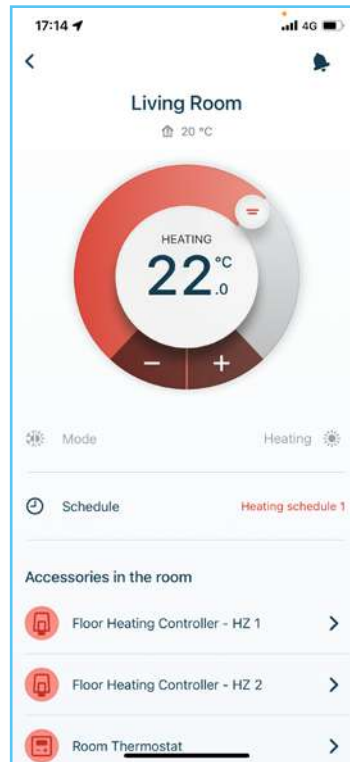 17:14
4G
Living Room
20 °C
HEATING
22.0 °C
− +
Mode Heating
Schedule Heating schedule 1
Accessories in the room
Floor Heating Controller - HZ 1
Floor Heating Controller - HZ 2
Room Thermostat